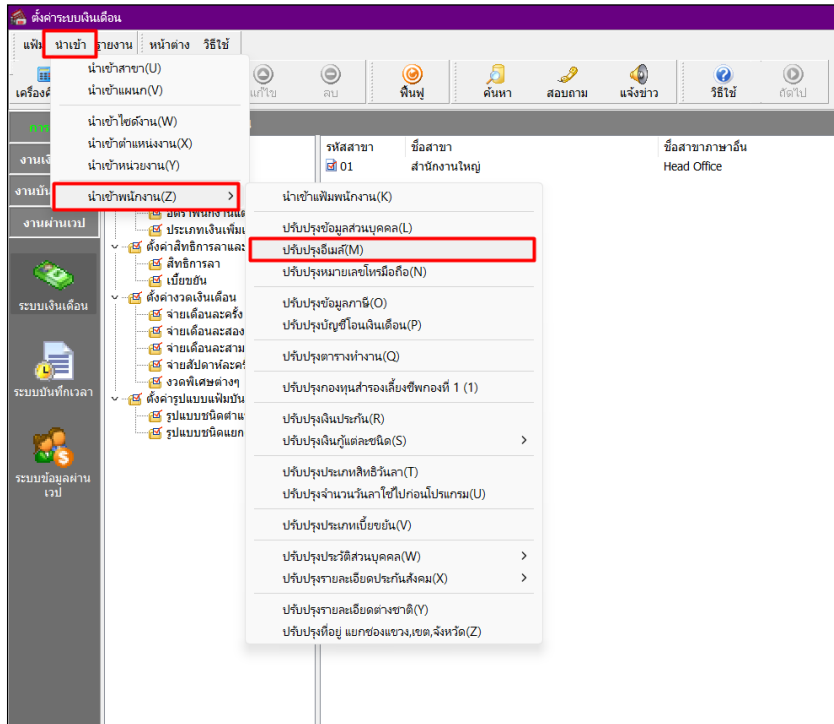 ตั้งค่าระบบเงินเดือน
แฟ้ม นำเข้า รายงาน หน้าต่าง วิธีใช้
แก้ไข ลบ ฟื้นฟู ค้นหา สอบถาม แจ้งข่าว วิธีใช้ ถัดไป
นำเข้าสาขา(U)
นำเข้าแผนก(V)
นำเข้าไซต์งาน(W)
นำเข้าตำแหน่งงาน(X)
นำเข้าหน่วยงาน(Y)
นำเข้าพนักงาน(Z)
งานผ่านเวป
ระบบเงินเดือน
ระบบบันทึกเวลา
ระบบข้อมูลผ่าน
เวป
ประเภทเงินเพิ่ม
ตั้งค่าสิทธิการลาและ
สิทธิการลา
เบี้ยขยัน
ตั้งค่างวดเงินเดือน
จ่ายเดือนละครั้ง
จ่ายเดือนละสอง
จ่ายเดือนละสาม
จ่ายสัปดาห์ละครั้
งวดพิเศษต่างๆ
ตั้งค่ารูปแบบแฟ้มบัน
รูปแบบชนิดตำแ
รูปแบบชนิดแยก
รหัสสาขา ชื่อสาขา ชื่อสาขาภาษาอื่น
01 สำนักงานใหญ่ Head Office
นำเข้าแฟ้มพนักงาน(K)
ปรับปรุงข้อมูลส่วนบุคคล(L)
ปรับปรุงอีเมล์(M)
ปรับปรุงหมายเลขโทรมือถือ(N)
ปรับปรุงข้อมูลภาษี(O)
ปรับปรุงบัญชีโอนเงินเดือน(P)
ปรับปรุงตารางทำงาน(Q)
ปรับปรุงกองทุนสำรองเลี้ยงชีพกองที่ 1 (1)
ปรับปรุงเงินประกัน(R)
ปรับปรุงเงินกู้แต่ละชนิด(S)
ปรับปรุงประเภทสิทธิวันลา(T)
ปรับปรุงจำนวนวันลาใช้ไปก่อนโปรแกรม(U)
ปรับปรุงประเภทเบี้ยขยัน(V)
ปรับปรุงประวัติส่วนบุคคล(W)
ปรับปรุงรายละเอียดประกันสังคม(X)
ปรับปรุงรายละเอียดต่างชาติ(Y)
ปรับปรุงที่อยู่ แยกช่องแขวง,เขต,จังหวัด(Z)